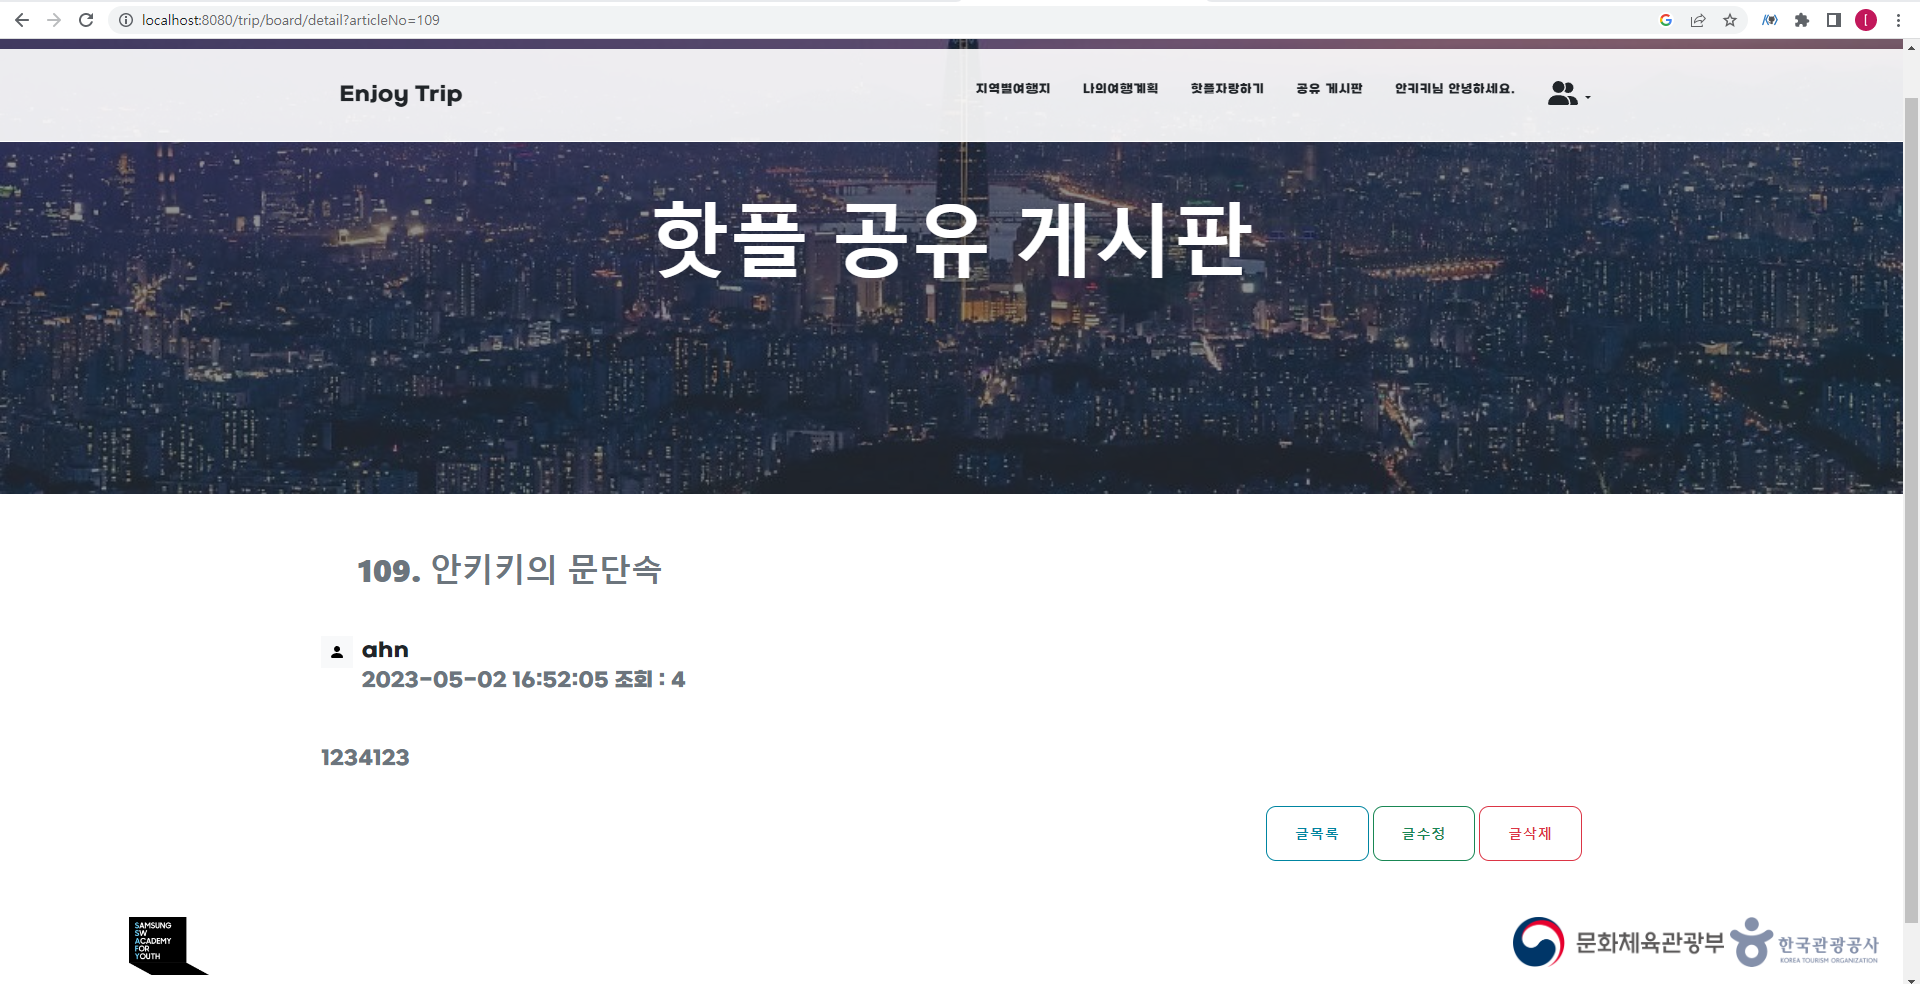 localhost:8080/trip/board/detail?articleNo=109
Enjoy Trip
지역별여행지 나의여행계획 핫플자랑하기 공유 게시판 안키키님 안녕하세요.
핫플 공유 게시판
109. 안키키의 문단속
ahn
2023-05-02 16:52:05 조회 : 4
1234123
글목록 글수정 글삭제
SAMSUNG
SW
ACADEMY
FOR
YOUTH
문화체육관광부
한국관광공사
KOREA TOURISM ORGANIZATION